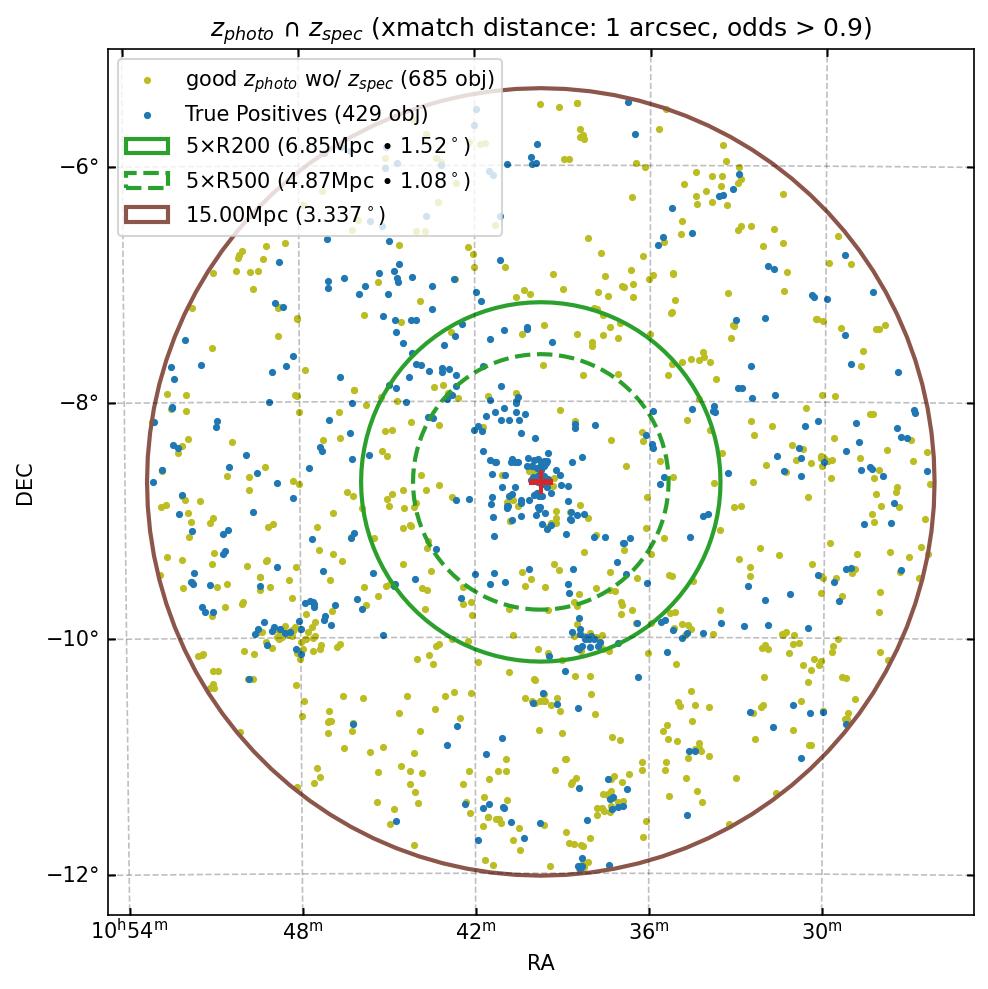 z_photo ∩ z_spec (xmatch distance: 1 arcsec, odds > 0.9)
good z_photo wo/ z_spec (685 obj)
True Positives (429 obj)
5×R200 (6.85Mpc • 1.52°)
5×R500 (4.87Mpc • 1.08°)
15.00Mpc (3.337°)
−6°
−8°
−10°
−12°
DEC
10ʰ54ᵐ 48ᵐ 42ᵐ 36ᵐ 30ᵐ
RA